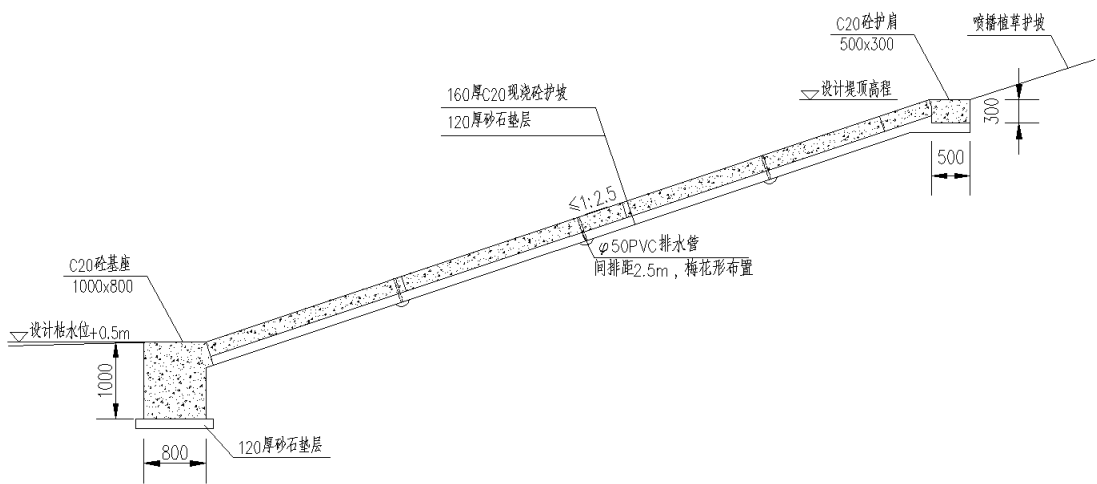 C20砼护肩
500x300
喷播植草护坡
160厚C20现浇砼护坡
120厚砂石垫层
设计堤顶高程
300
500
≤1:2.5
φ50PVC排水管
间排距2.5m，梅花形布置
C20砼基座
1000x800
设计枯水位+0.5m
1000
120厚砂石垫层
800